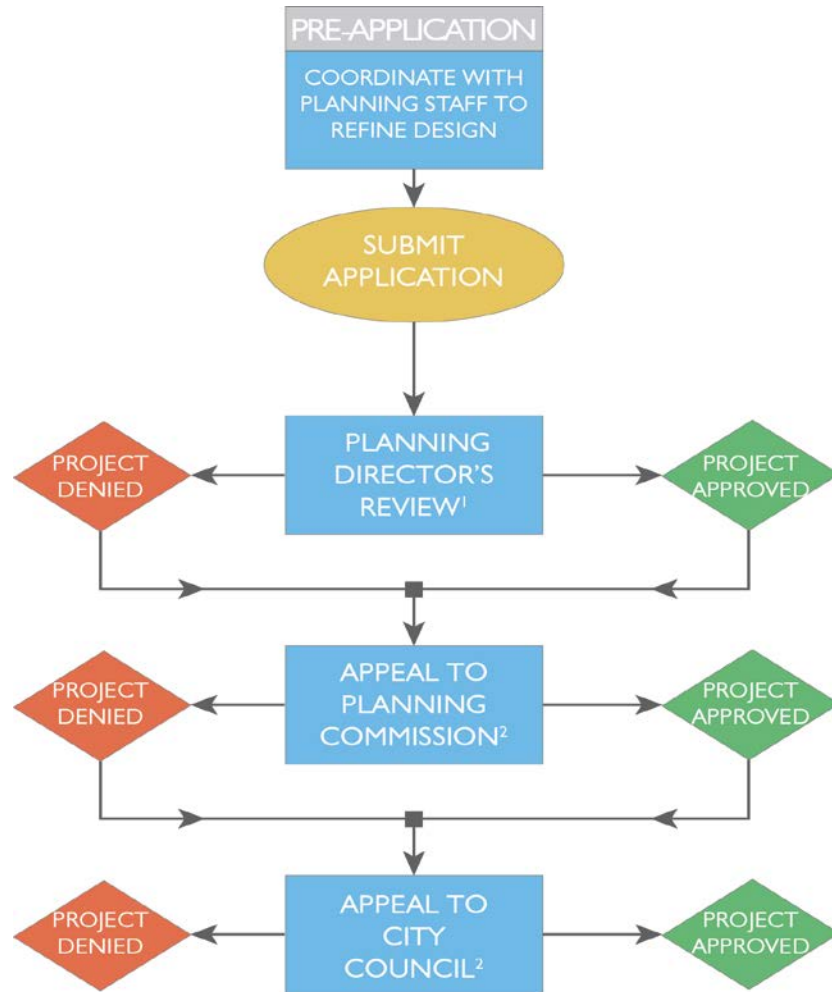 PRE-APPLICATION
COORDINATE WITH
PLANNING STAFF TO
REFINE DESIGN
SUBMIT
APPLICATION
PROJECT
DENIED
PLANNING
DIRECTOR'S
REVIEW¹
PROJECT
APPROVED
PROJECT
DENIED
APPEAL TO
PLANNING
COMMISSION²
PROJECT
APPROVED
PROJECT
DENIED
APPEAL TO
CITY
COUNCIL²
PROJECT
APPROVED